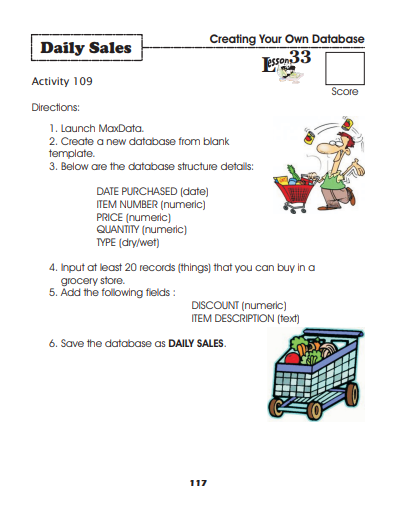 Daily Sales
Creating Your Own Database
Lesson 33
Score
Activity 109
Directions:
1. Launch MaxData.
2. Create a new database from blank
template.
3. Below are the database structure details:
DATE PURCHASED (date)
ITEM NUMBER (numeric)
PRICE (numeric)
QUANTITY (numeric)
TYPE (dry/wet)
4. Input at least 20 records (things) that you can buy in a
grocery store.
5. Add the following fields :
DISCOUNT (numeric)
ITEM DESCRIPTION (text)
6. Save the database as DAILY SALES.
117